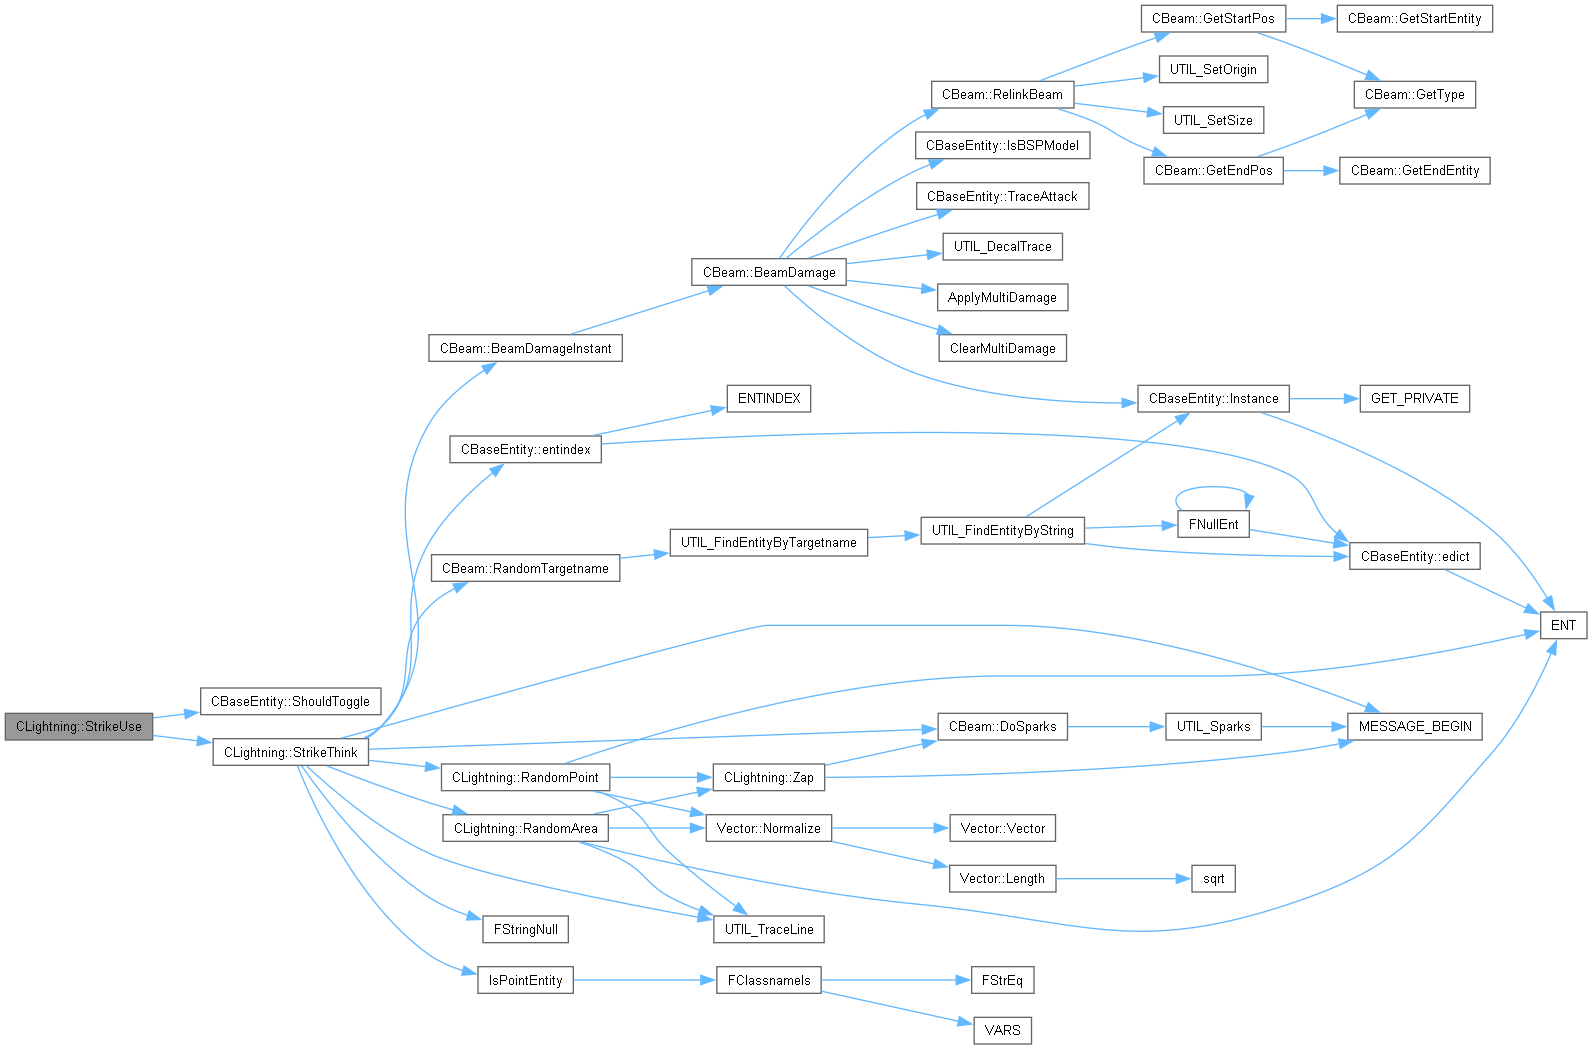 CBeam::GetStartPos
CBeam::GetStartEntity
UTIL_SetOrigin
CBeam::RelinkBeam
CBeam::GetType
UTIL_SetSize
CBaseEntity::IsBSPModel
CBeam::GetEndPos
CBeam::GetEndEntity
CBaseEntity::TraceAttack
UTIL_DecalTrace
CBeam::BeamDamage
ApplyMultiDamage
CBeam::BeamDamageInstant
ClearMultiDamage
ENTINDEX
CBaseEntity::Instance
GET_PRIVATE
CBaseEntity::entindex
UTIL_FindEntityByString
FNullEnt
UTIL_FindEntityByTargetname
CBaseEntity::edict
CBeam::RandomTargetname
ENT
CBaseEntity::ShouldToggle
CLightning::StrikeUse
CBeam::DoSparks
UTIL_Sparks
MESSAGE_BEGIN
CLightning::StrikeThink
CLightning::RandomPoint
CLightning::Zap
CLightning::RandomArea
Vector::Normalize
Vector::Vector
Vector::Length
sqrt
FStringNull
UTIL_TraceLine
IsPointEntity
FClassnameIs
FStrEq
VARS